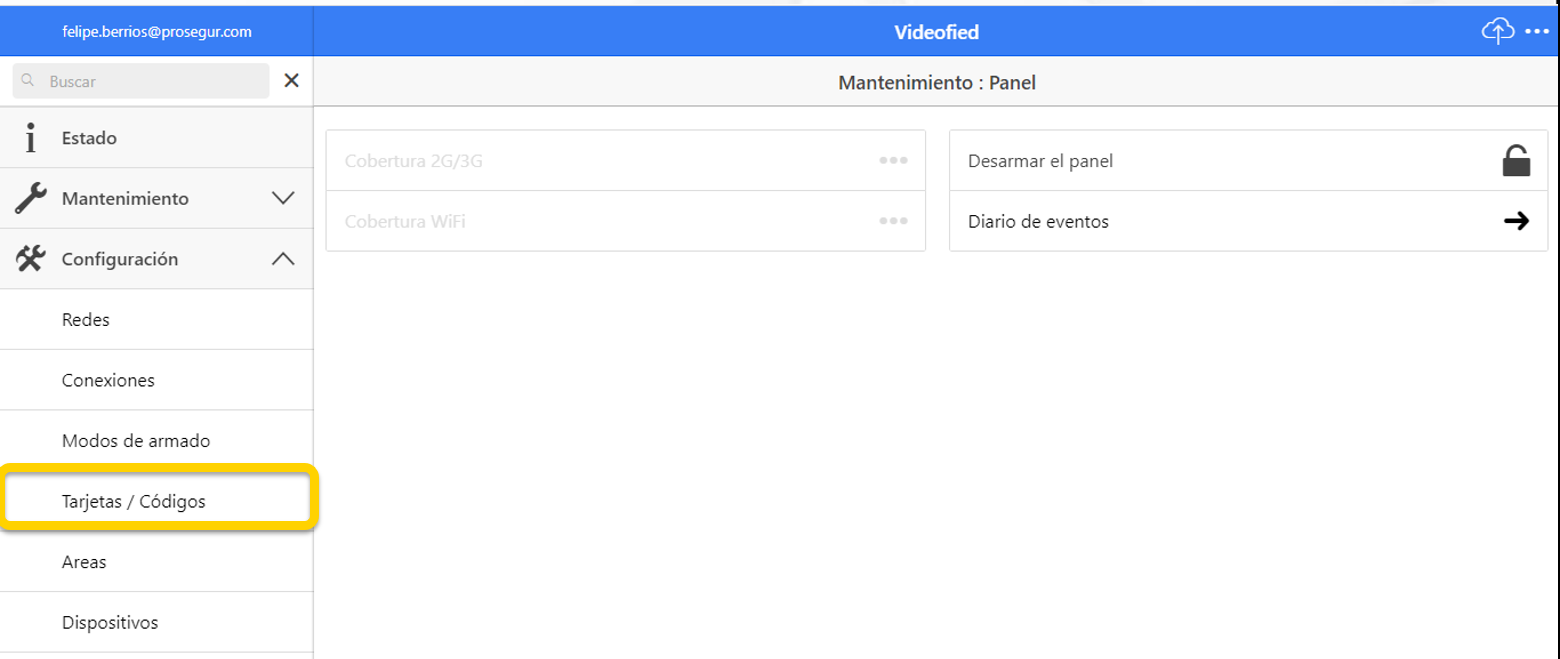 felipe.berrios@prosegur.com
Videofied
Buscar
Mantenimiento : Panel
Estado
Mantenimiento
Configuración
Redes
Conexiones
Modos de armado
Tarjetas / Códigos
Areas
Dispositivos
Cobertura 2G/3G
Cobertura WiFi
Desarmar el panel
Diario de eventos